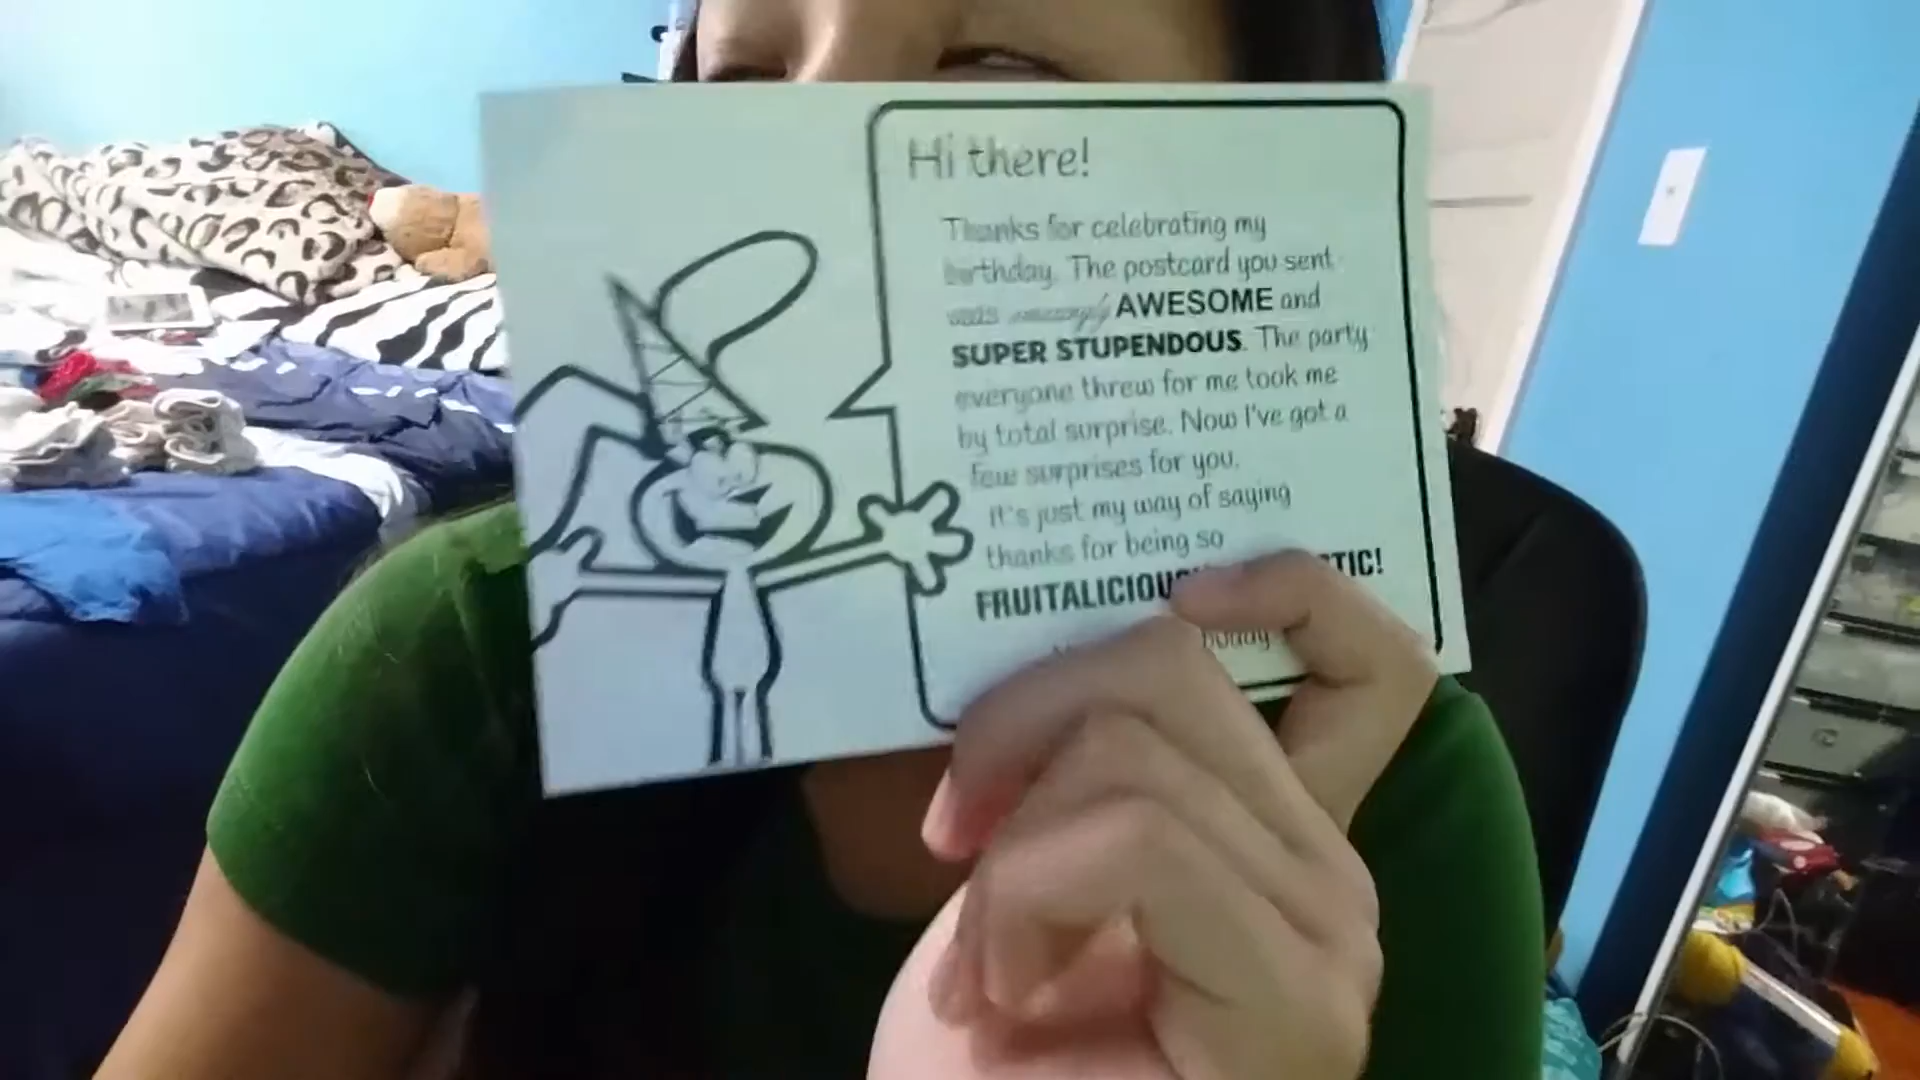 Hi there!
Thanks for celebrating my
birthday. The postcard you sent
was amazingly AWESOME and
SUPER STUPENDOUS. The party
everyone threw for me took me
by total surprise. Now I've got a
few surprises for you.
It's just my way of saying
thanks for being so
FRUITALICIOUS